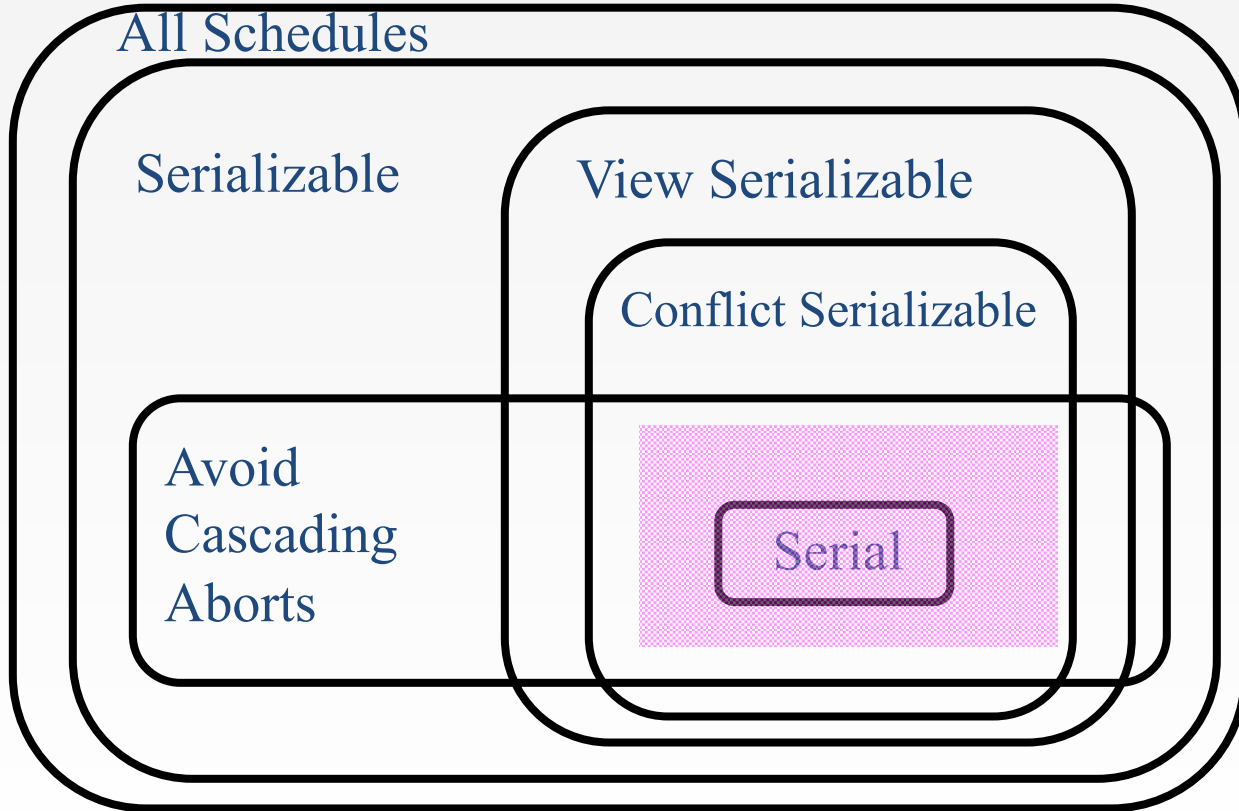 All Schedules
Serializable
View Serializable
Conflict Serializable
Avoid
Cascading
Aborts
Serial